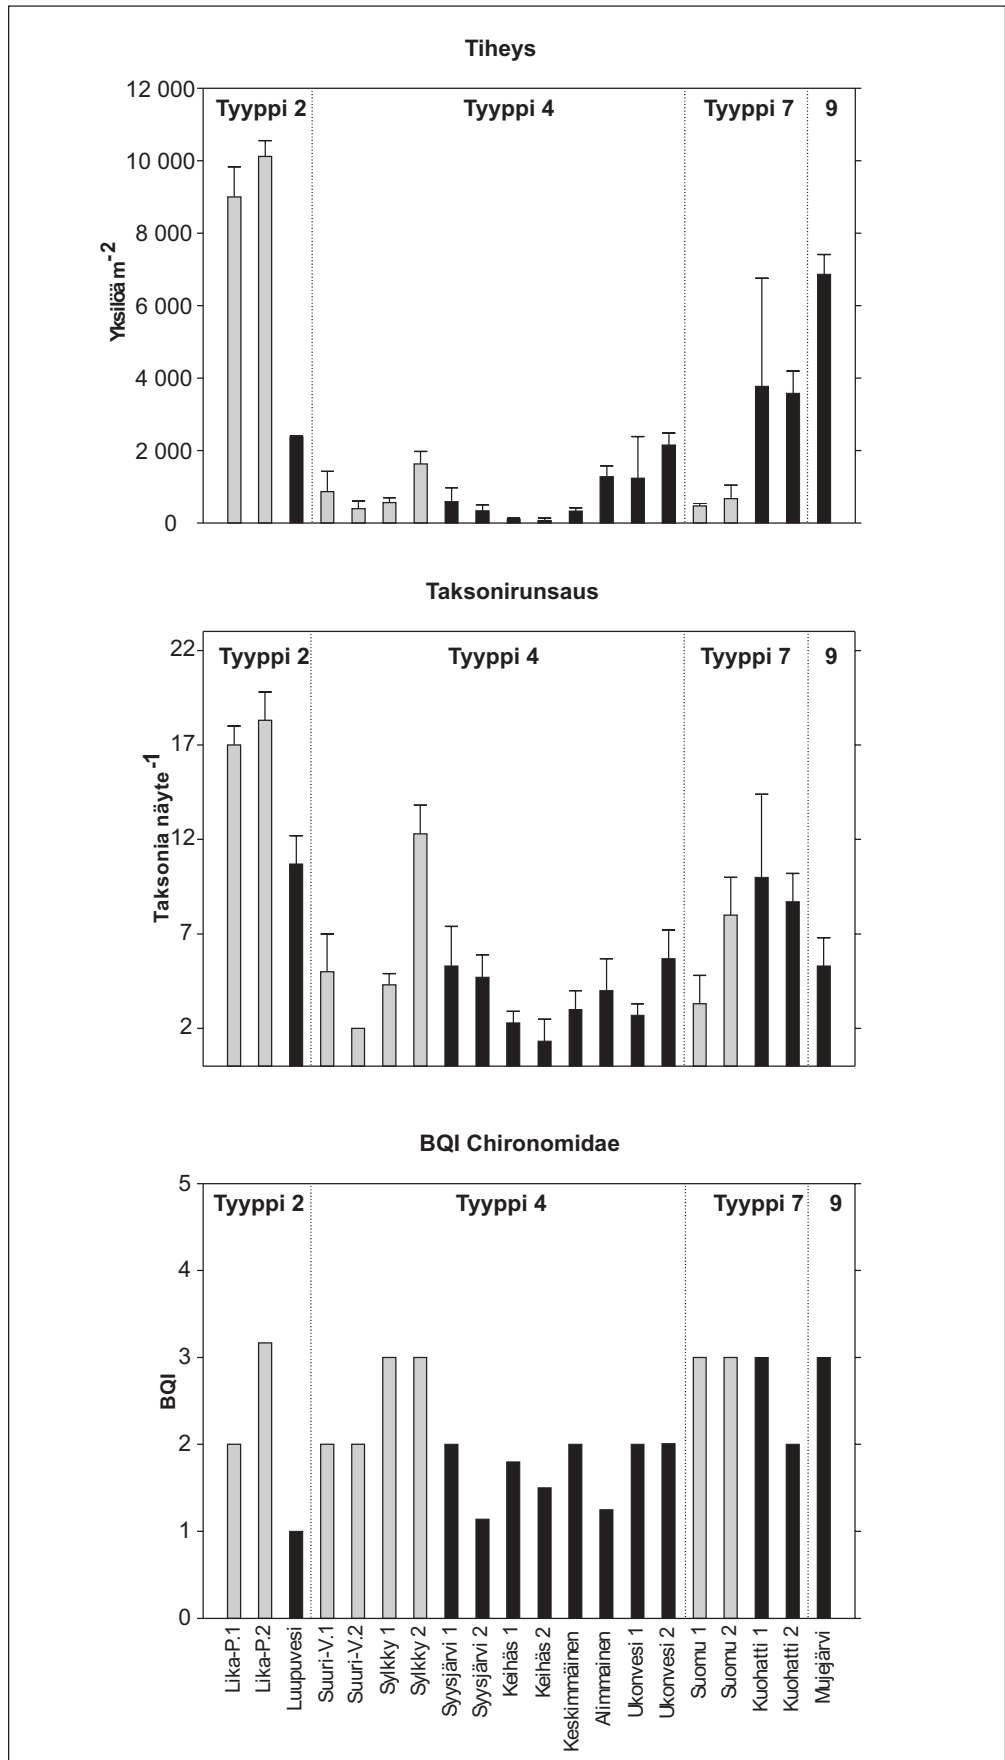 Tiheys
12 000
10 000
8 000
6 000
4 000
2 000
0
Yksilöä m-2
Tyyppi 2
Tyyppi 4
Tyyppi 7
9
Taksonirunsaus
22
17
12
7
2
Taksonia näyte-1
Tyyppi 2
Tyyppi 4
Tyyppi 7
9
BQI Chironomidae
5
4
3
2
1
0
BQI
Tyyppi 2
Tyyppi 4
Tyyppi 7
9
Lika-P.1
Lika-P.2
Luupuvesi
Suuri-V.1
Suuri-V.2
Sylkky 1
Sylkky 2
Syysjärvi 1
Syysjärvi 2
Keihäs 1
Keihäs 2
Keskimmäinen
Alimmainen
Ukonvesi 1
Ukonvesi 2
Suomu 1
Suomu 2
Kuohatti 1
Kuohatti 2
Mujejärvi